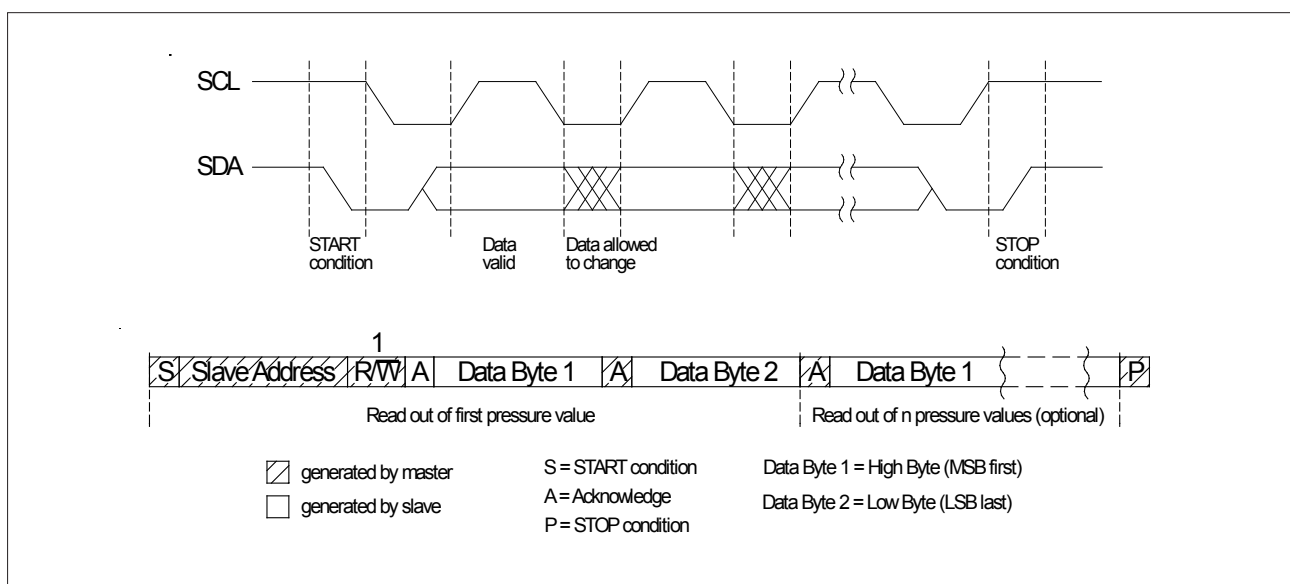 SCL
SDA
START
condition
Data
valid
Data allowed
to change
STOP
condition
1
S Slave Address R/W A Data Byte 1 A Data Byte 2 A Data Byte 1 P
Read out of first pressure value
Read out of n pressure values (optional)
generated by master
generated by slave
S = START condition
A = Acknowledge
P = STOP condition
Data Byte 1 = High Byte (MSB first)
Data Byte 2 = Low Byte (LSB last)